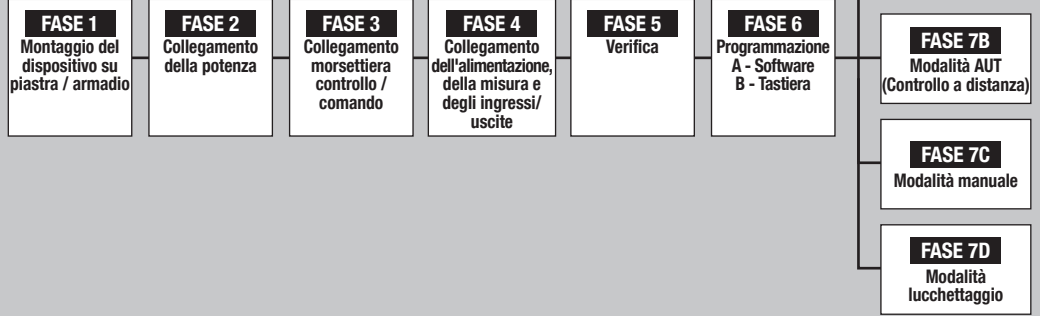 FASE 1
Montaggio del
dispositivo su
piastra / armadio
FASE 2
Collegamento
della potenza
FASE 3
Collegamento
morsettiera
controllo /
comando
FASE 4
Collegamento
dell'alimentazione,
della misura e
degli ingressi/
uscite
FASE 5
Verifica
FASE 6
Programmazione
A - Software
B - Tastiera
FASE 7B
Modalità AUT
(Controllo a distanza)
FASE 7C
Modalità manuale
FASE 7D
Modalità
lucchettaggio